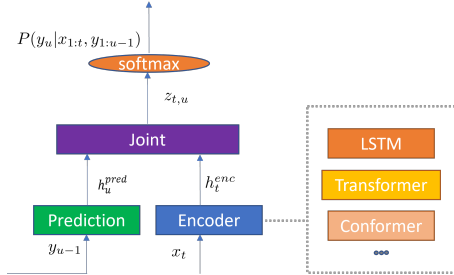 P(y_u|x_{1:t}, y_{1:u-1})
softmax
z_{t,u}
Joint
h_u^{pred}
h_t^{enc}
Prediction
Encoder
y_{u-1}
x_t
LSTM
Transformer
Conformer